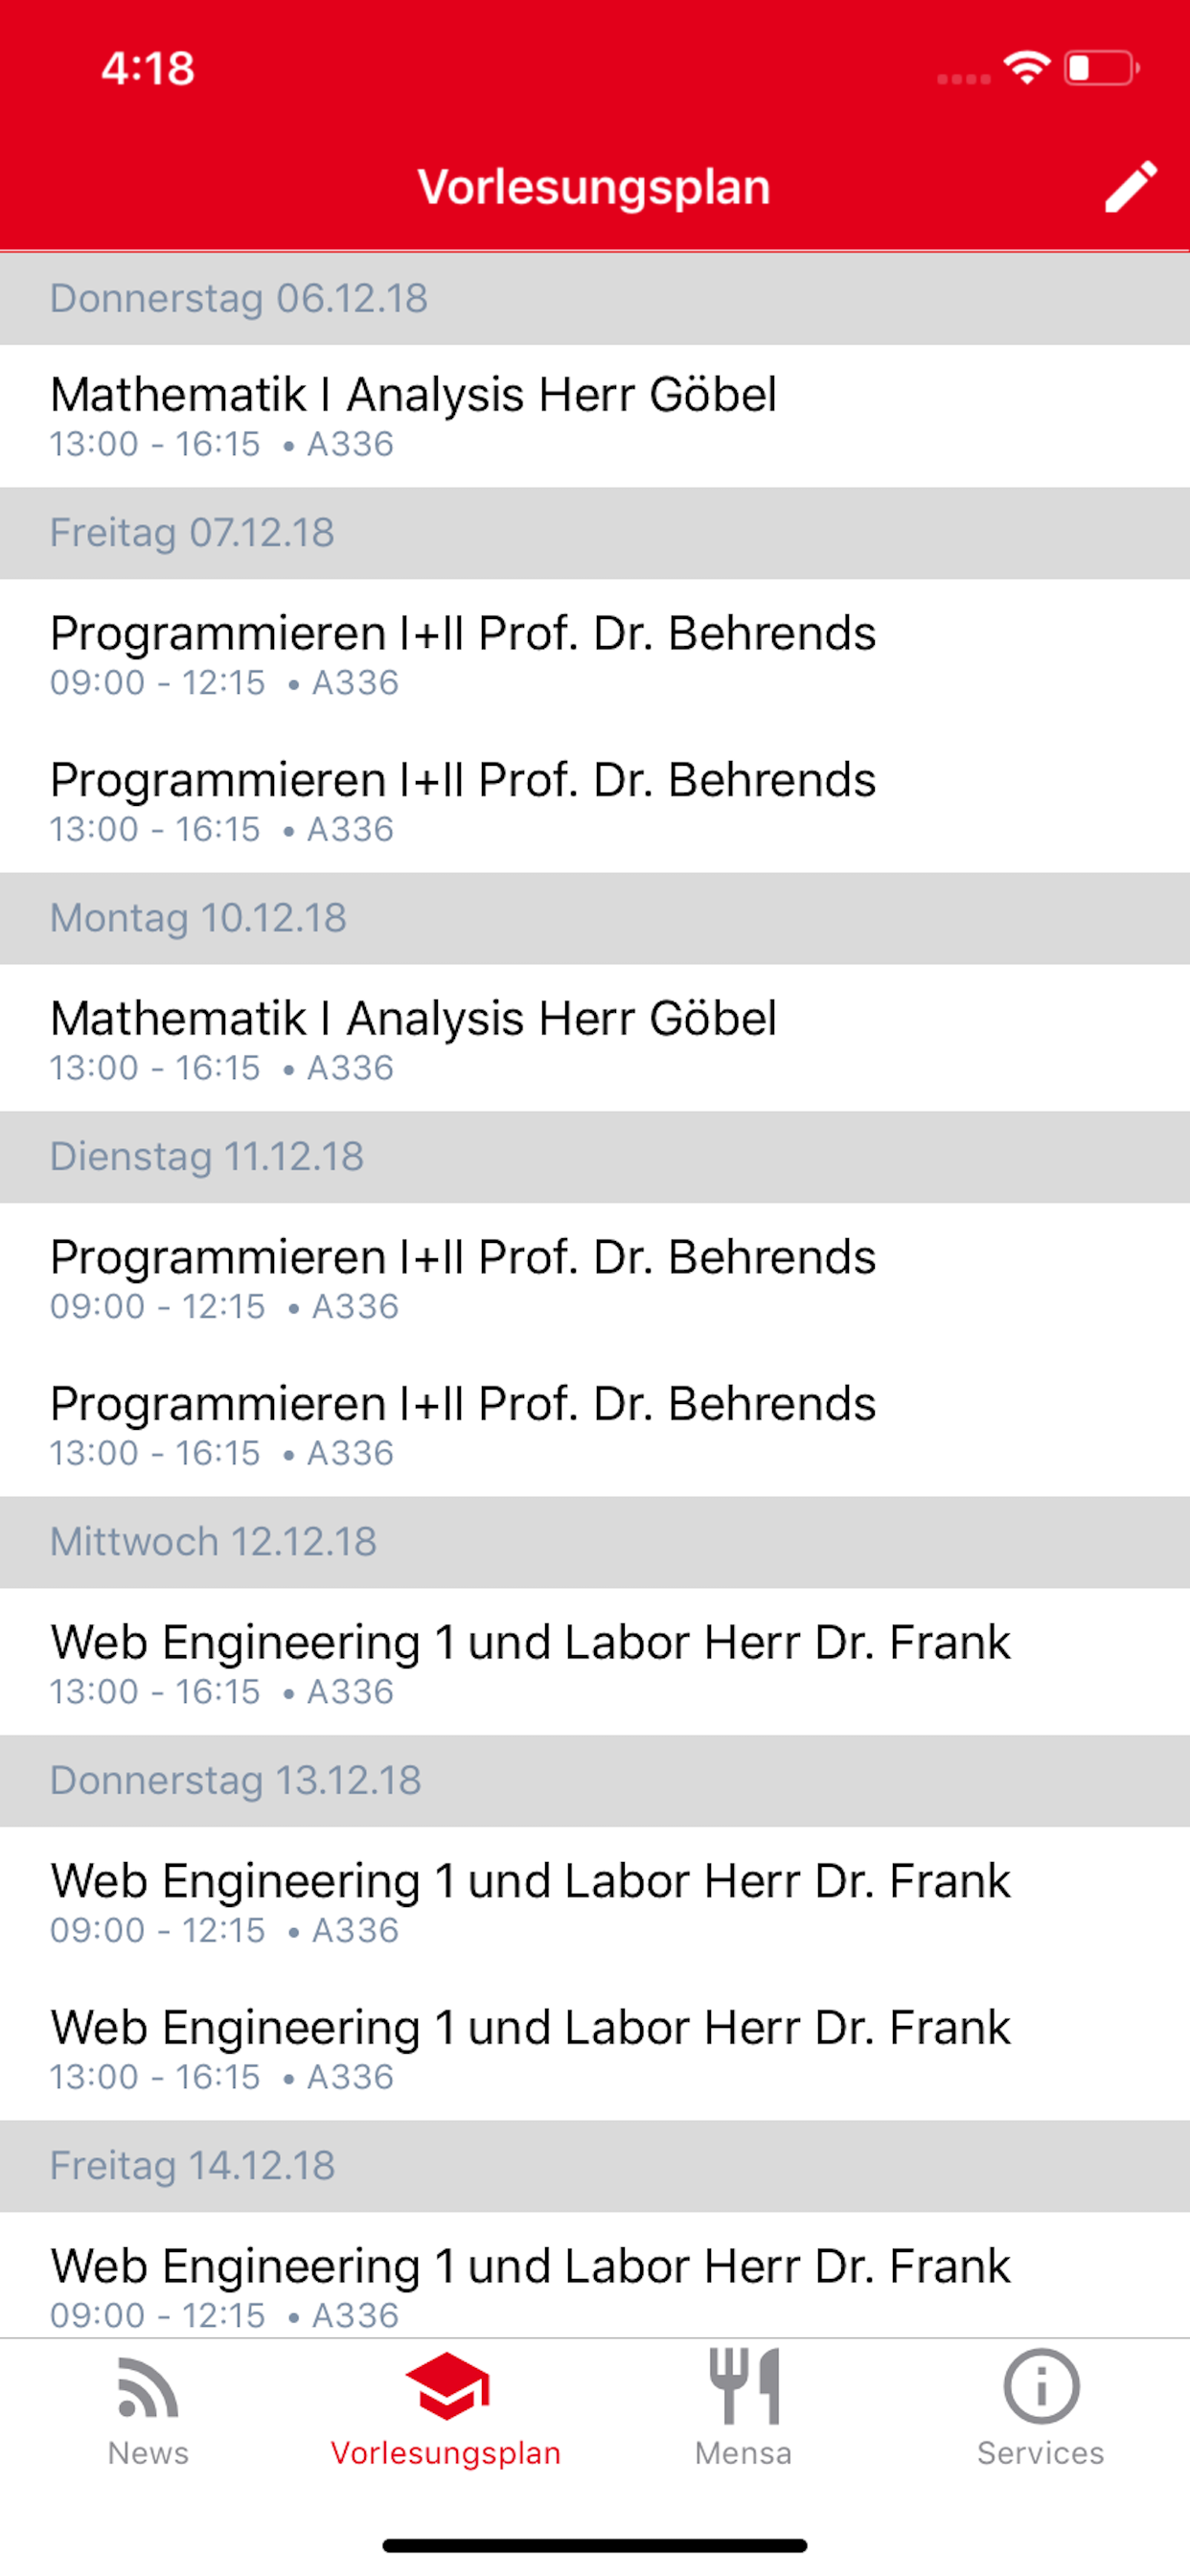 4:18
Vorlesungsplan
Donnerstag 06.12.18
Mathematik I Analysis Herr Göbel
13:00 - 16:15 • A336
Freitag 07.12.18
Programmieren I+II Prof. Dr. Behrends
09:00 - 12:15 • A336
Programmieren I+II Prof. Dr. Behrends
13:00 - 16:15 • A336
Montag 10.12.18
Mathematik I Analysis Herr Göbel
13:00 - 16:15 • A336
Dienstag 11.12.18
Programmieren I+II Prof. Dr. Behrends
09:00 - 12:15 • A336
Programmieren I+II Prof. Dr. Behrends
13:00 - 16:15 • A336
Mittwoch 12.12.18
Web Engineering 1 und Labor Herr Dr. Frank
13:00 - 16:15 • A336
Donnerstag 13.12.18
Web Engineering 1 und Labor Herr Dr. Frank
09:00 - 12:15 • A336
Web Engineering 1 und Labor Herr Dr. Frank
13:00 - 16:15 • A336
Freitag 14.12.18
Web Engineering 1 und Labor Herr Dr. Frank
09:00 - 12:15 • A336
News Vorlesungsplan Mensa Services